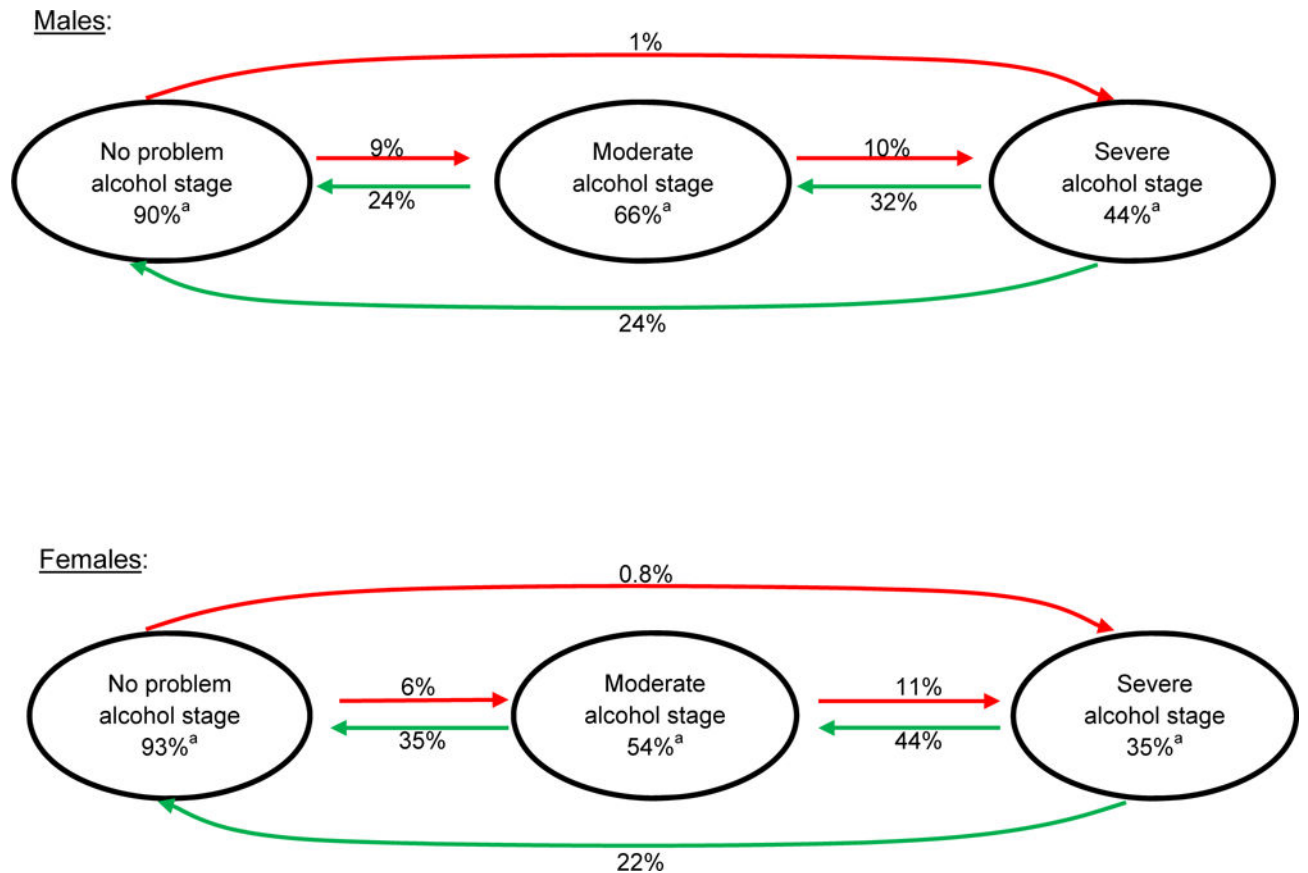 Males:
1%
No problem
alcohol stage
90%ª
9%
24%
Moderate
alcohol stage
66%ª
10%
32%
Severe
alcohol stage
44%ª
24%
Females:
0.8%
No problem
alcohol stage
93%ª
6%
35%
Moderate
alcohol stage
54%ª
11%
44%
Severe
alcohol stage
35%ª
22%